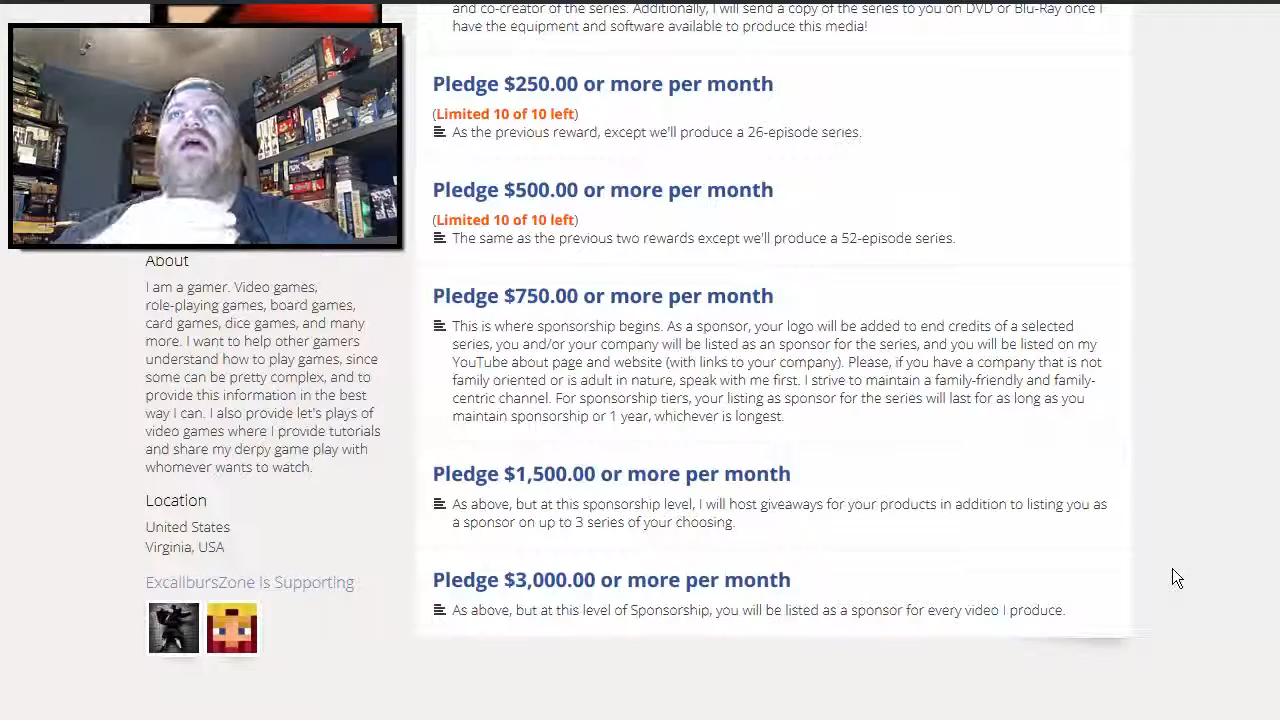 and co-creator of the series. Additionally, I will send a copy of the series to you on DVD or Blu-Ray once I
have the equipment and software available to produce this media!
Pledge $250.00 or more per month
(Limited 10 of 10 left)
As the previous reward, except we'll produce a 26-episode series.
Pledge $500.00 or more per month
(Limited 10 of 10 left)
The same as the previous two rewards except we'll produce a 52-episode series.
Pledge $750.00 or more per month
This is where sponsorship begins. As a sponsor, your logo will be added to end credits of a selected
series, you and/or your company will be listed as an sponsor for the series, and you will be listed on my
YouTube about page and website (with links to your company). Please, if you have a company that is not
family oriented or is adult in nature, speak with me first. I strive to maintain a family-friendly and family-
centric channel. For sponsorship tiers, your listing as sponsor for the series will last for as long as you
maintain sponsorship or 1 year, whichever is longest.
Pledge $1,500.00 or more per month
As above, but at this sponsorship level, I will host giveaways for your products in addition to listing you as
a sponsor on up to 3 series of your choosing.
Pledge $3,000.00 or more per month
As above, but at this level of Sponsorship, you will be listed as a sponsor for every video I produce.
About
I am a gamer. Video games,
role-playing games, board games,
card games, dice games, and many
more. I want to help other gamers
understand how to play games, since
some can be pretty complex, and to
provide this information in the best
way I can. I also provide let's plays of
video games where I provide tutorials
and share my derpy game play with
whomever wants to watch.
Location
United States
Virginia, USA
ExcalibursZone Is Supporting